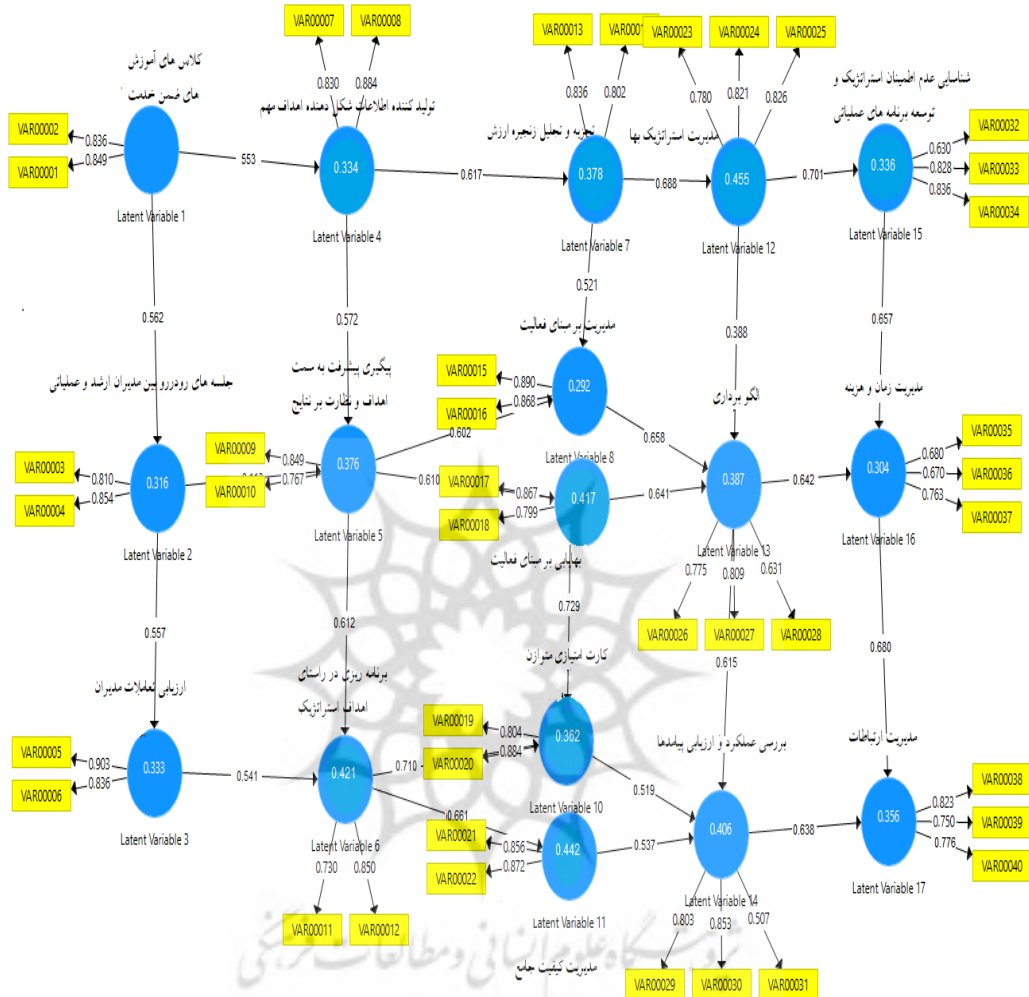 VAR00007
VAR00008
VAR00013
VAR00023
VAR00024
VAR00025
کلاس های آموزش
های ضمن خدمت
شناسایی عدم اطمینان استراتژیک و
توسعه برنامه های عملیاتی
0.830
0.884
0.836
0.802
0.780
0.821
0.826
VAR00002
VAR00001
0.836
0.849
تولید کننده اطلاعات شکل دهنده اهداف مهم
تجزیه و تحلیل زنجیره ارزش
مدیریت استراتژیک بها
VAR00032
VAR00033
VAR00034
0.630
0.828
0.836
553
0.334
0.617
0.378
0.688
0.455
0.701
0.336
Latent Variable 1
Latent Variable 4
Latent Variable 7
Latent Variable 12
Latent Variable 15
0.562
0.572
0.521
0.388
0.657
جلسه های رودررو بین مدیران ارشد و عملیاتی
پیگیری پیشرفت به سمت
اهداف و نظارت بر نتایج
مدیریت بر مبنای فعالیت
الگو برداری
مدیریت زمان و هزینه
VAR00015
VAR00016
0.890
0.868
0.292
0.602
Latent Variable 8
0.658
VAR00003
VAR00004
0.810
0.854
0.316
Latent Variable 2
VAR00009
VAR00010
0.849
0.767
0.376
Latent Variable 5
0.610
VAR00017
VAR00018
0.867
0.799
0.417
بهایابی بر مبنای فعالیت
0.641
0.387
Latent Variable 13
0.642
0.304
Latent Variable 16
VAR00035
VAR00036
VAR00037
0.680
0.670
0.763
0.775
0.809
0.631
VAR00026
VAR00027
VAR00028
0.557
0.612
0.729
0.615
0.680
ارزیابی تعاملات مدیران
برنامه ریزی در راستای
اهداف استراتژیک
کارت امتیازی متوازن
بررسی عملکرد و ارزیابی پیامدها
مدیریت ارتباطات
VAR00005
VAR00006
0.903
0.836
0.333
Latent Variable 3
0.541
0.421
Latent Variable 6
0.710
0.661
VAR00019
VAR00020
0.804
0.884
0.362
Latent Variable 10
0.519
VAR00021
VAR00022
0.856
0.872
0.442
Latent Variable 11
0.537
0.406
Latent Variable 14
0.638
0.356
Latent Variable 17
VAR00038
VAR00039
VAR00040
0.823
0.750
0.776
0.730
0.850
VAR00011
VAR00012
0.803
0.853
0.507
VAR00029
VAR00030
VAR00031
مدیریت کیفیت جامع
پژوهشگاه علوم انسانی و مطالعات فرهنگی